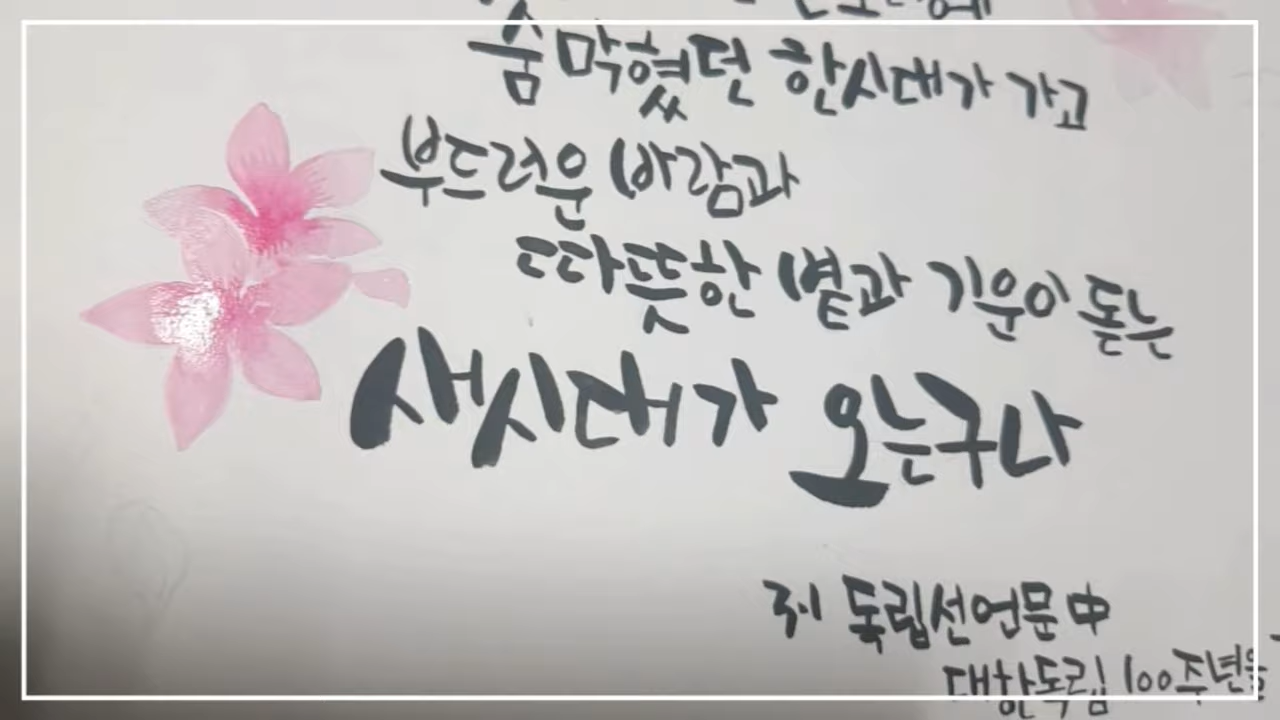 숨막혔던 한시대가 가고
부드러운 바람과
따뜻한 볕과 기운이 돋는
새시대가 오는구나
3·1 독립선언문 中
대한독립 100주년을